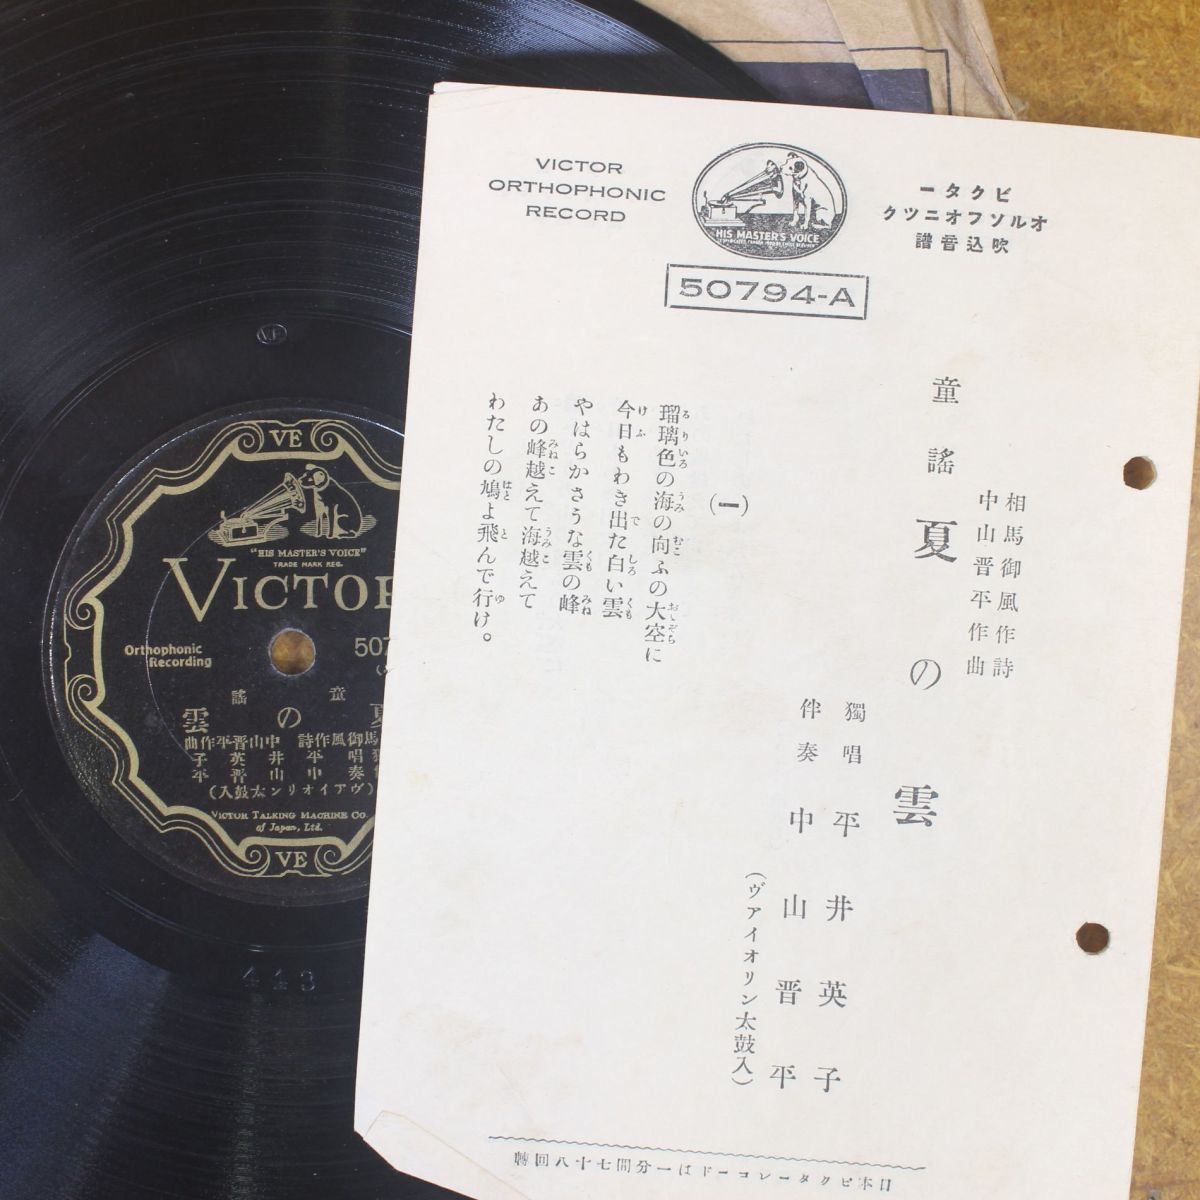 VICTOR
ORTHOPHONIC
RECORD
HIS MASTER'S VOICE
ビクター
オルソフオニツク
吹込音譜
50794-A
童謠 夏の雲
相馬御風作詩
中山晋平作曲
獨唱 平井英子
伴奏 中山晋平
(ヴアイオリン太鼓入)
(一)
瑠璃色の海の向ふの大空に
今日もわき出た白い雲
やはらかさうな雲の峰
あの峰越えて海越えて
わたしの鳩よ飛んで行け。
日本ビクターレコードは一分間七十八回轉
VE
VE
"HIS MASTER'S VOICE"
TRADE MARK REG.
VICTOR
Orthophonic
Recording
507
童謠
夏の雲
馬御風作詩 中山晋平作曲
唱 平井英子
奏 中山晋平
(ヴアイオリン太鼓入)
VICTOR TALKING MACHINE CO.
of Japan, Ltd.
VE
443